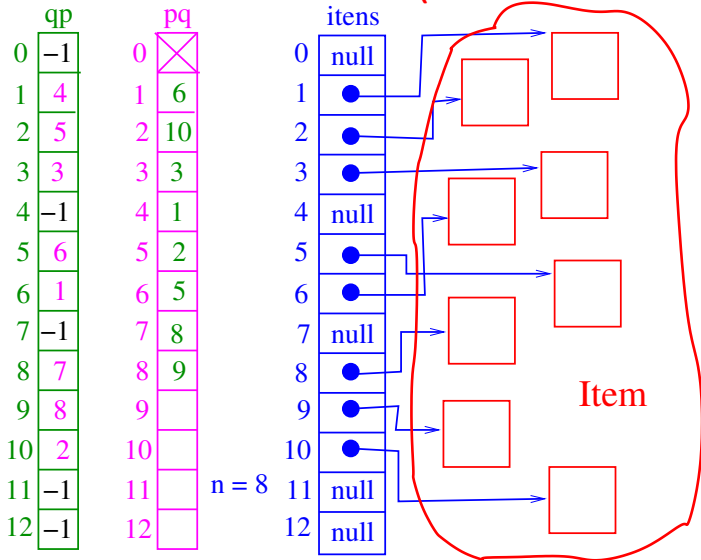 qp pq itens
0 −1 0 0 null
1 4 1 6 1
2 5 2 10 2
3 3 3 3 3
4 −1 4 1 4 null
5 6 5 2 5
6 1 6 5 6
7 −1 7 8 7 null
8 7 8 9 8
9 8 9 9 Item
10 2 10 10
11 −1 11 n = 8 11 null
12 −1 12 12 null